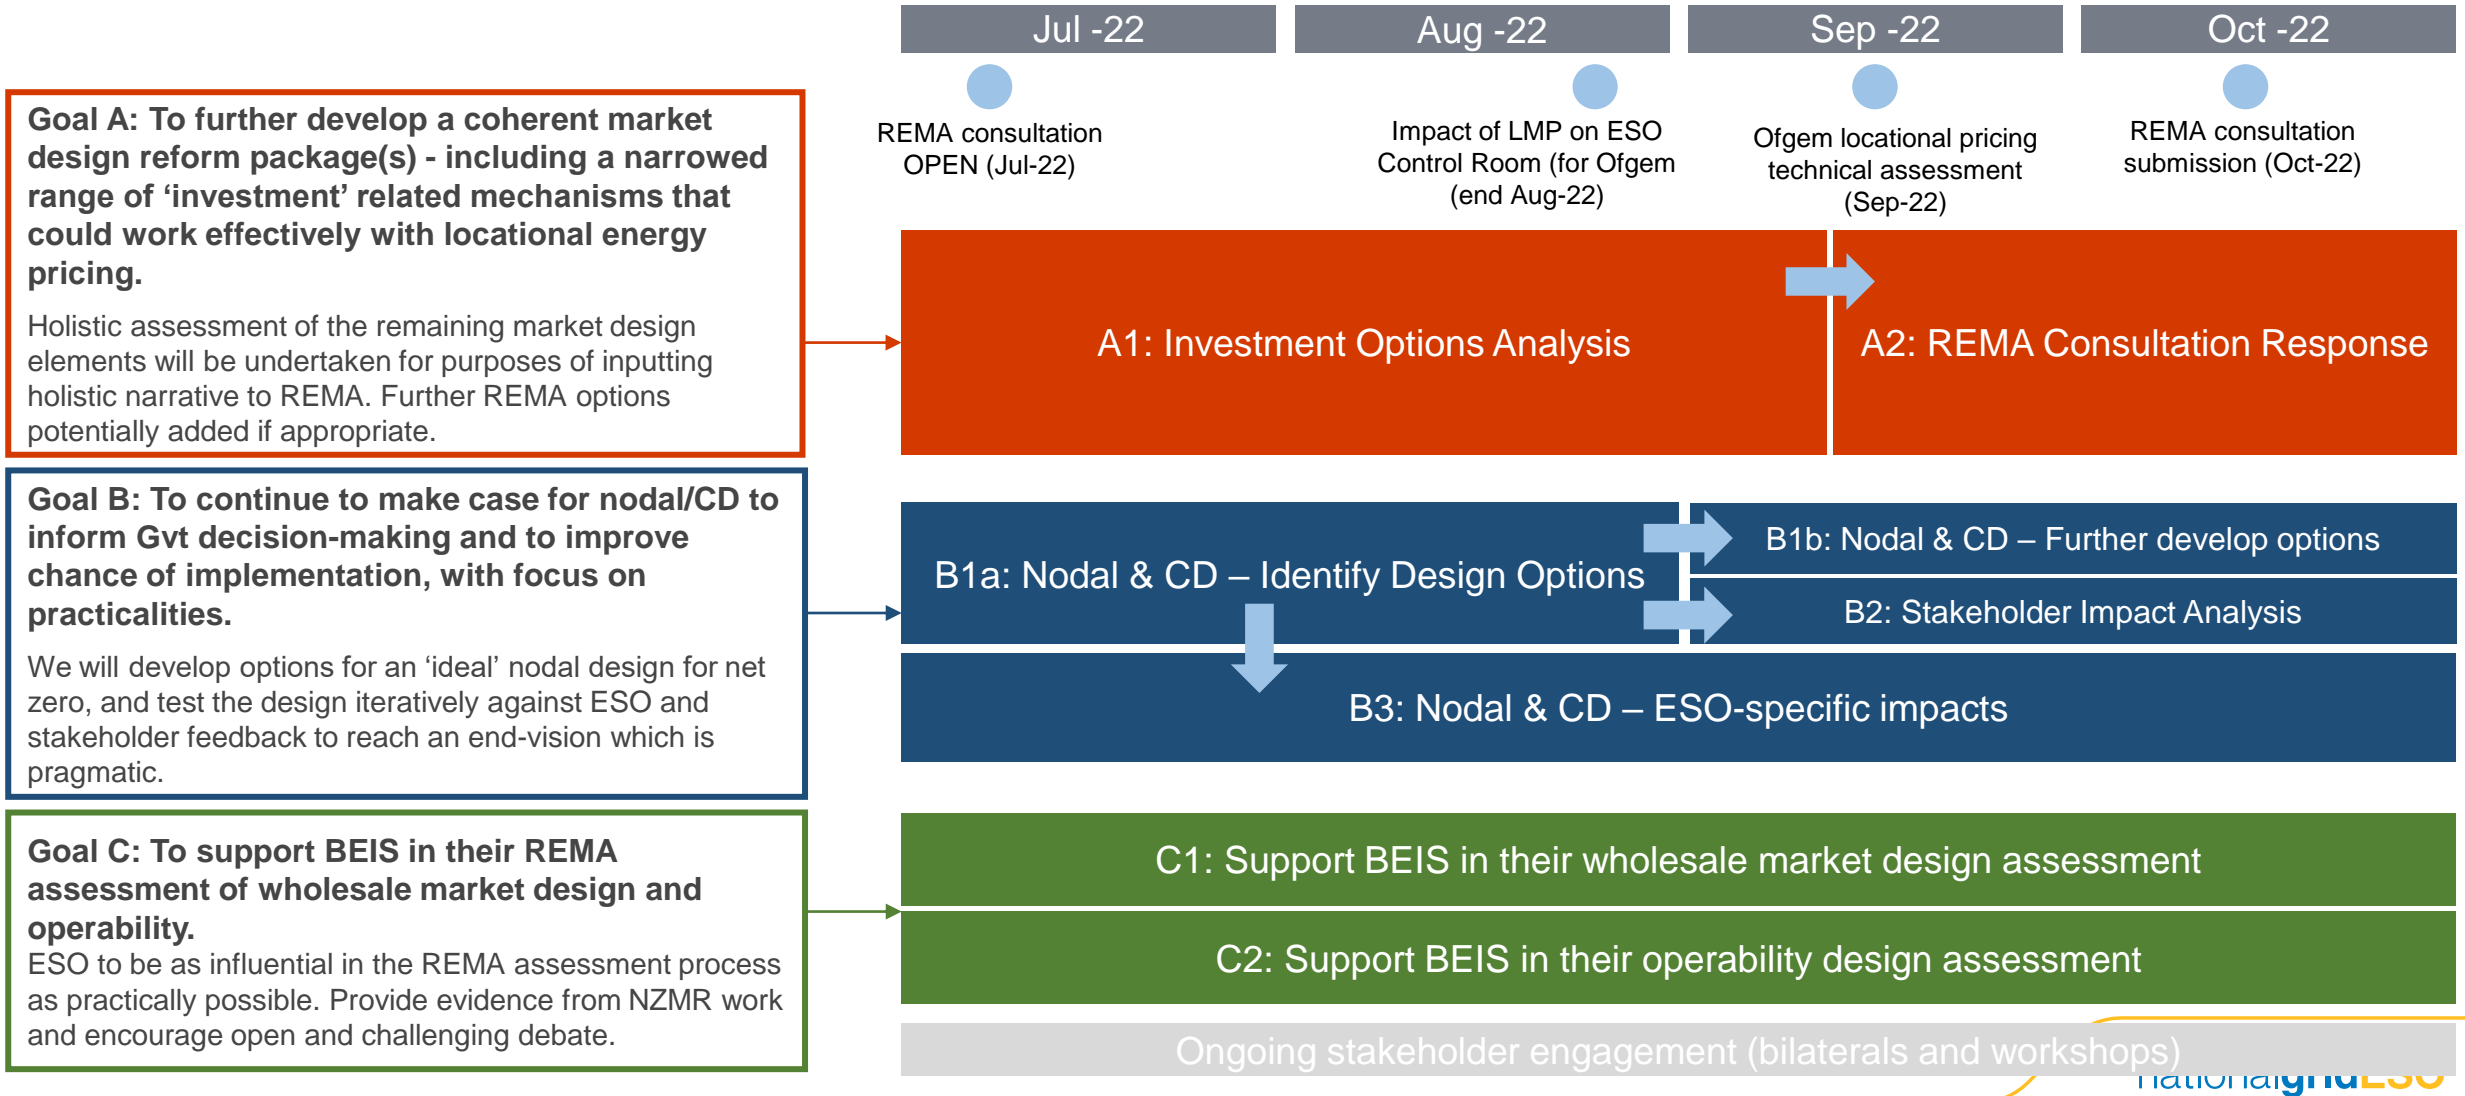 Jul -22
Aug -22
Sep -22
Oct -22
REMA consultation
OPEN (Jul-22)
Impact of LMP on ESO
Control Room (for Ofgem
(end Aug-22)
Ofgem locational pricing
technical assessment
(Sep-22)
REMA consultation
submission (Oct-22)
Goal A: To further develop a coherent market
design reform package(s) - including a narrowed
range of ‘investment’ related mechanisms that
could work effectively with locational energy
pricing.
Holistic assessment of the remaining market design
elements will be undertaken for purposes of inputting
holistic narrative to REMA. Further REMA options
potentially added if appropriate.
A1: Investment Options Analysis
A2: REMA Consultation Response
Goal B: To continue to make case for nodal/CD to
inform Gvt decision-making and to improve
chance of implementation, with focus on
practicalities.
We will develop options for an ‘ideal’ nodal design for net
zero, and test the design iteratively against ESO and
stakeholder feedback to reach an end-vision which is
pragmatic.
B1a: Nodal & CD – Identify Design Options
B1b: Nodal & CD – Further develop options
B2: Stakeholder Impact Analysis
B3: Nodal & CD – ESO-specific impacts
Goal C: To support BEIS in their REMA
assessment of wholesale market design and
operability.
ESO to be as influential in the REMA assessment process
as practically possible. Provide evidence from NZMR work
and encourage open and challenging debate.
C1: Support BEIS in their wholesale market design assessment
C2: Support BEIS in their operability design assessment
Ongoing stakeholder engagement (bilaterals and workshops)
nationalgridESO